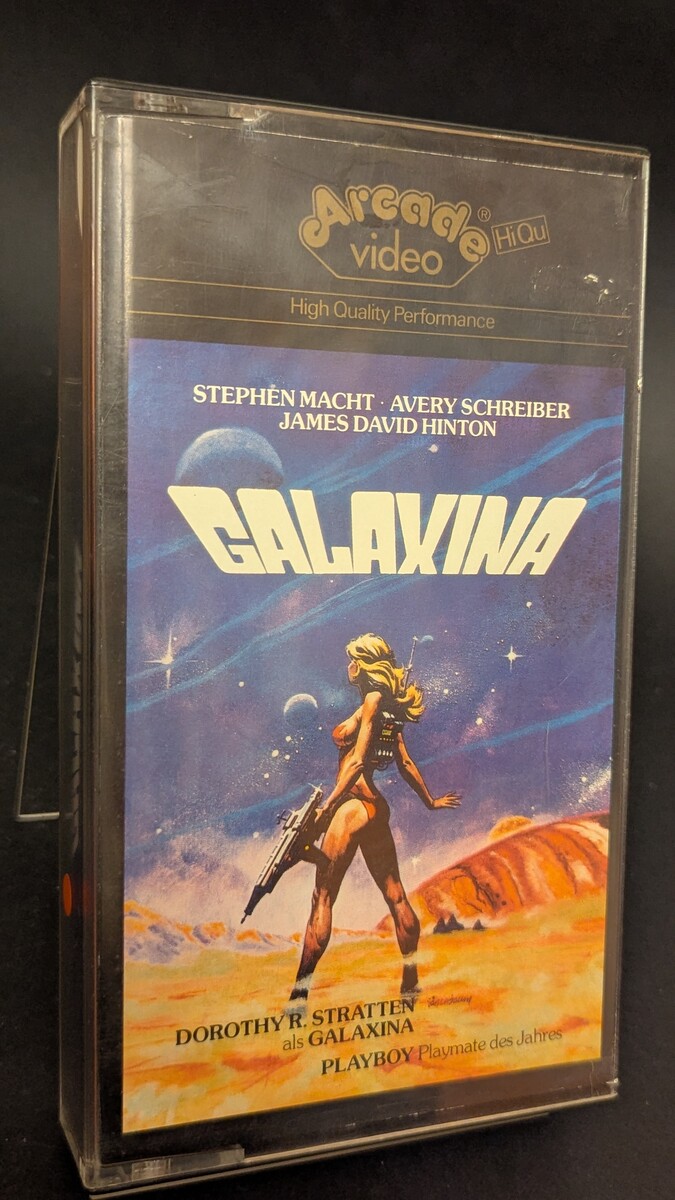 Arcade®
video
HiQu
High Quality Performance
STEPHEN MACHT · AVERY SCHREIBER
JAMES DAVID HINTON
GALAXINA
DOROTHY R. STRATTEN
als GALAXINA
PLAYBOY Playmate des Jahres